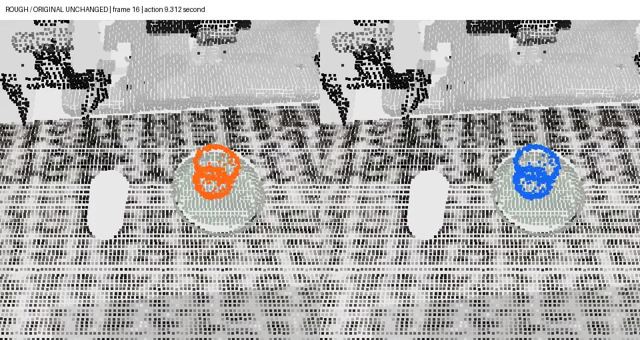 ROUGH / ORIGINAL UNCHANGED | frame 16 | action 9.312 second